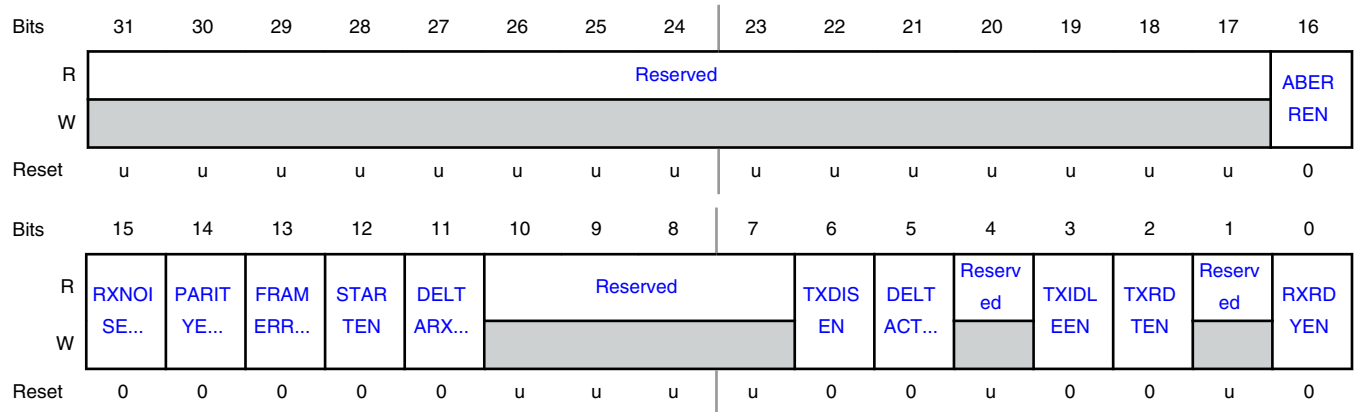 Bits 31 30 29 28 27 26 25 24 23 22 21 20 19 18 17 16
R Reserved ABER
REN
W
Reset u u u u u u u u u u u u u u u 0
Bits 15 14 13 12 11 10 9 8 7 6 5 4 3 2 1 0
R RXNOI
SE... PARIT
YE... FRAM
ERR... STAR
TEN DELT
ARX... Reserved TXDIS
EN DELT
ACT... Reserv
ed TXIDL
EEN TXRD
TEN Reserv
ed RXRD
YEN
W
Reset 0 0 0 0 0 u u u u 0 0 u 0 0 u 0